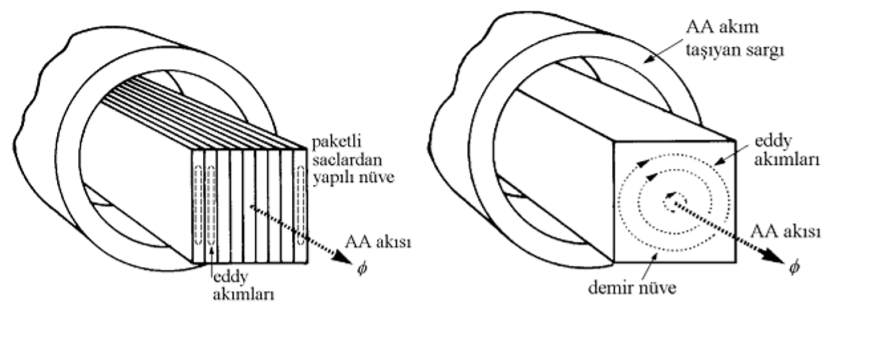 paketli
saclardan
yapılı nüve
AA akısı
ϕ
eddy
akımları
AA akım
taşıyan sargı
eddy
akımları
AA akısı
ϕ
demir nüve